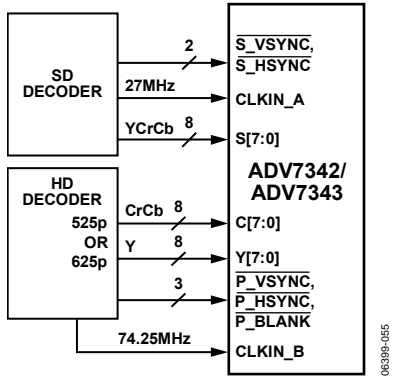 SD
DECODER
2
S_VSYNC,
S_HSYNC
27MHz
CLKIN_A
YCrCb 8
S[7:0]
ADV7342/
ADV7343
HD
DECODER
525p
OR
625p
CrCb 8
C[7:0]
Y 8
Y[7:0]
3
P_VSYNC,
P_HSYNC,
P_BLANK
74.25MHz
CLKIN_B
06399-055